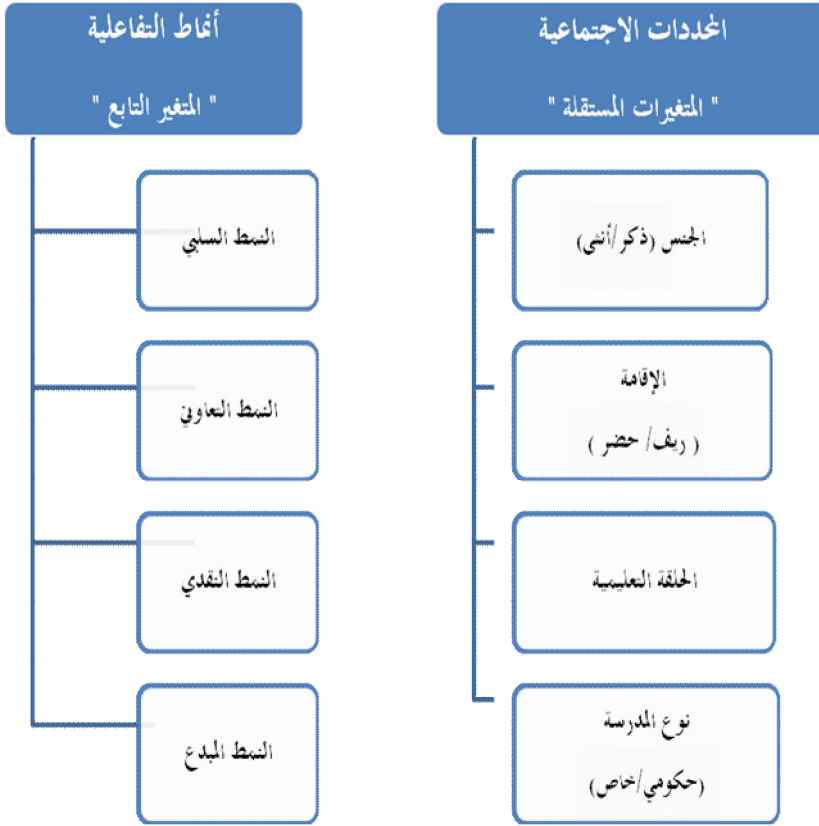 المحددات الاجتماعية
" المتغيرات المستقلة "
الجنس (ذكر/أنثى)
الإقامة
( ريف/ حضر )
الحلقة التعليمية
نوع المدرسة
(حكومي/خاص)
أنماط التفاعلية
" المتغير التابع "
النمط السلبي
النمط التعاوني
النمط النقدي
النمط المبدع